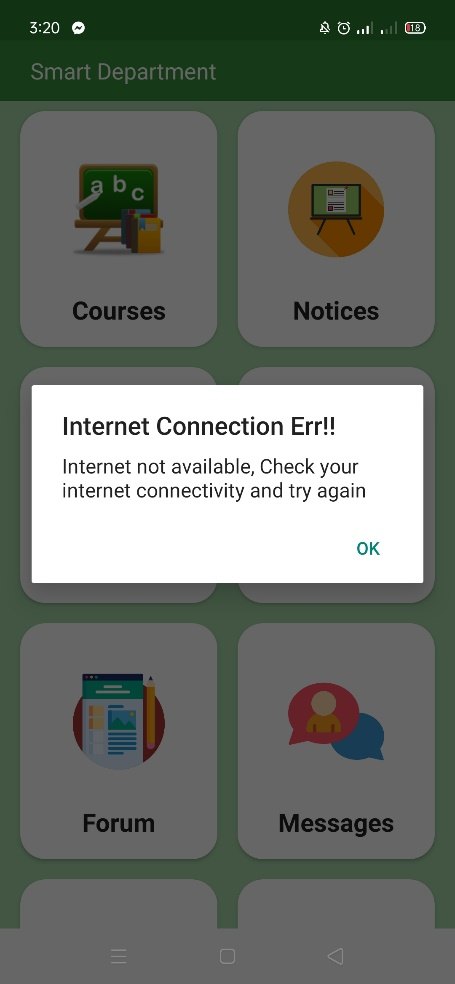 3:20
18
Smart Department
a b c
Courses
Notices
Internet Connection Err!!
Internet not available, Check your
internet connectivity and try again
OK
Forum
Messages